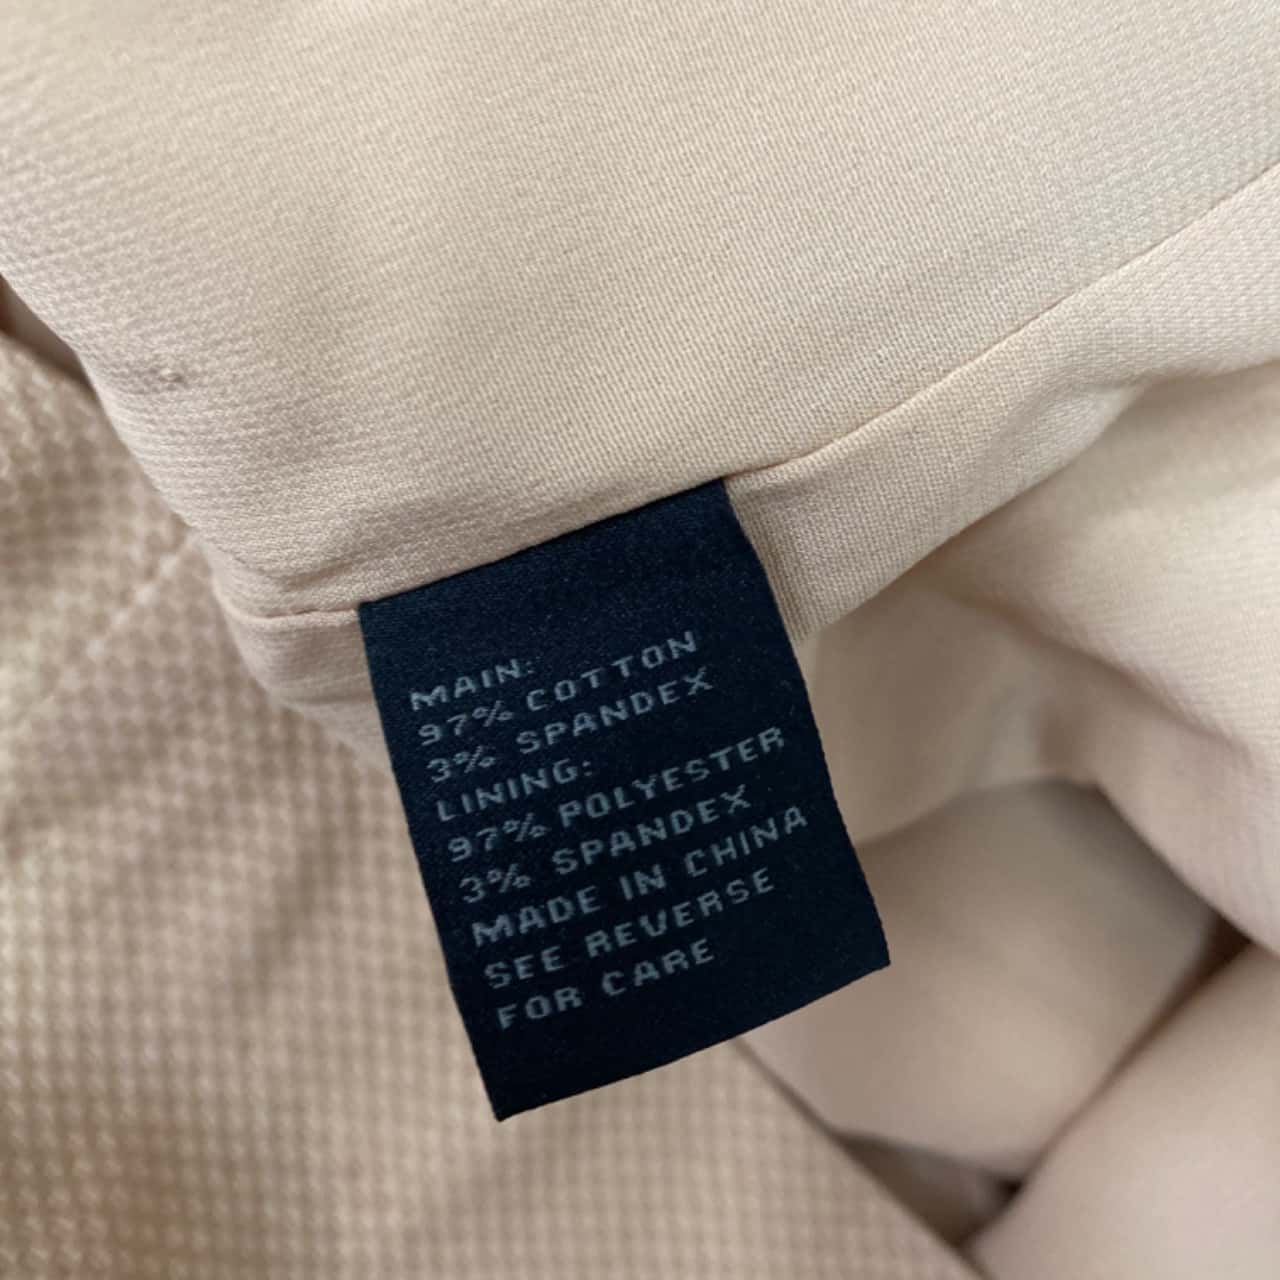 MAIN:
97% COTTON
3% SPANDEX
LINING:
97% POLYESTER
3% SPANDEX
MADE IN CHINA
SEE REVERSE
FOR CARE